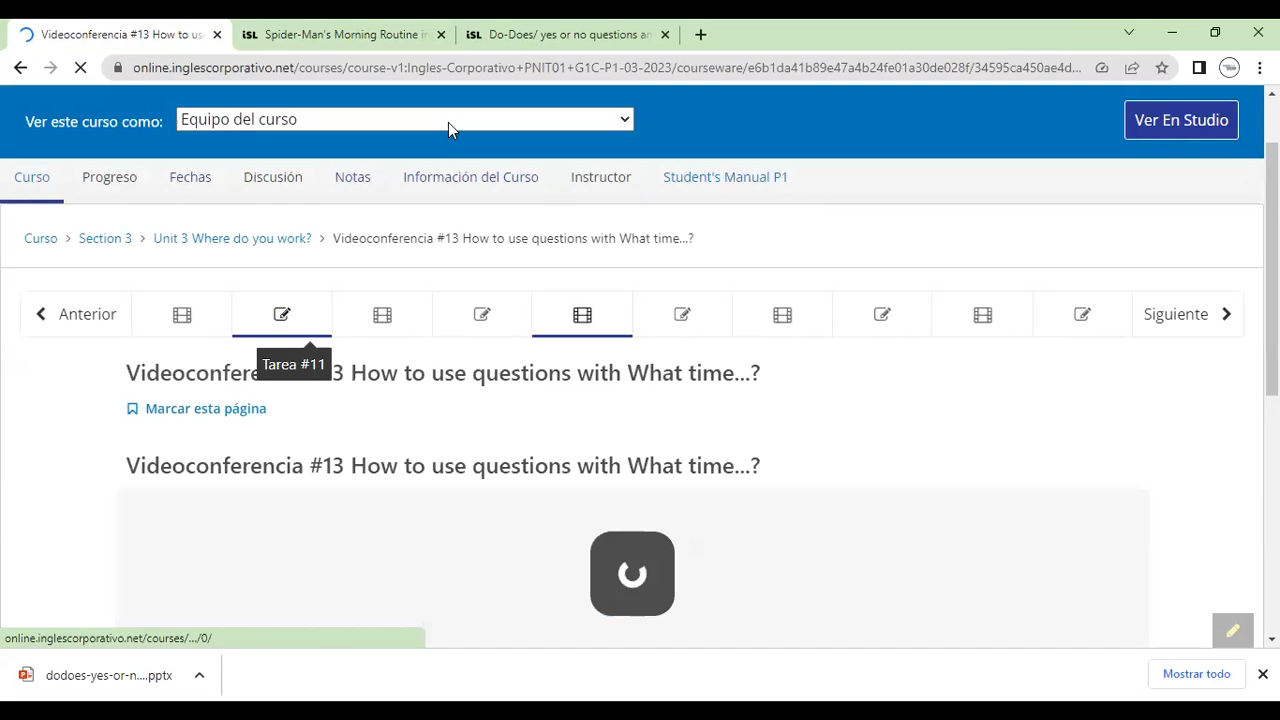 Videoconferencia #13 How to us
iSL Spider-Man's Morning Routine i
iSL Do-Does/ yes or no questions an
online.inglescorporativo.net/courses/course-v1:Ingles-Corporativo+PNIT01+G1C-P1-03-2023/courseware/e6b1da41b89e47a4b24fe01a30de028f/34595ca450ae4d...
Ver este curso como:
Equipo del curso
Ver En Studio
Curso
Progreso
Fechas
Discusión
Notas
Información del Curso
Instructor
Student's Manual P1
Curso > Section 3 > Unit 3 Where do you work? > Videoconferencia #13 How to use questions with What time...?
Anterior
Siguiente
Tarea #11
Videoconfere 3 How to use questions with What time...?
Marcar esta página
Videoconferencia #13 How to use questions with What time...?
online.inglescorporativo.net/courses/.../0/
dodoes-yes-or-n....pptx
Mostrar todo